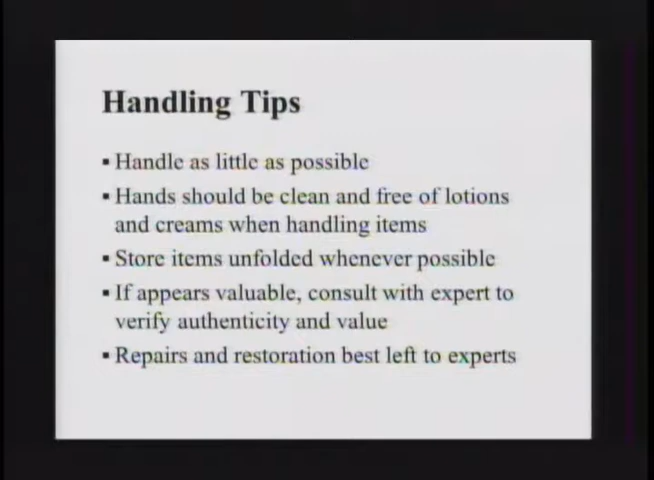 Handling Tips
▪ Handle as little as possible
▪ Hands should be clean and free of lotions
and creams when handling items
▪ Store items unfolded whenever possible
▪ If appears valuable, consult with expert to
verify authenticity and value
▪ Repairs and restoration best left to experts